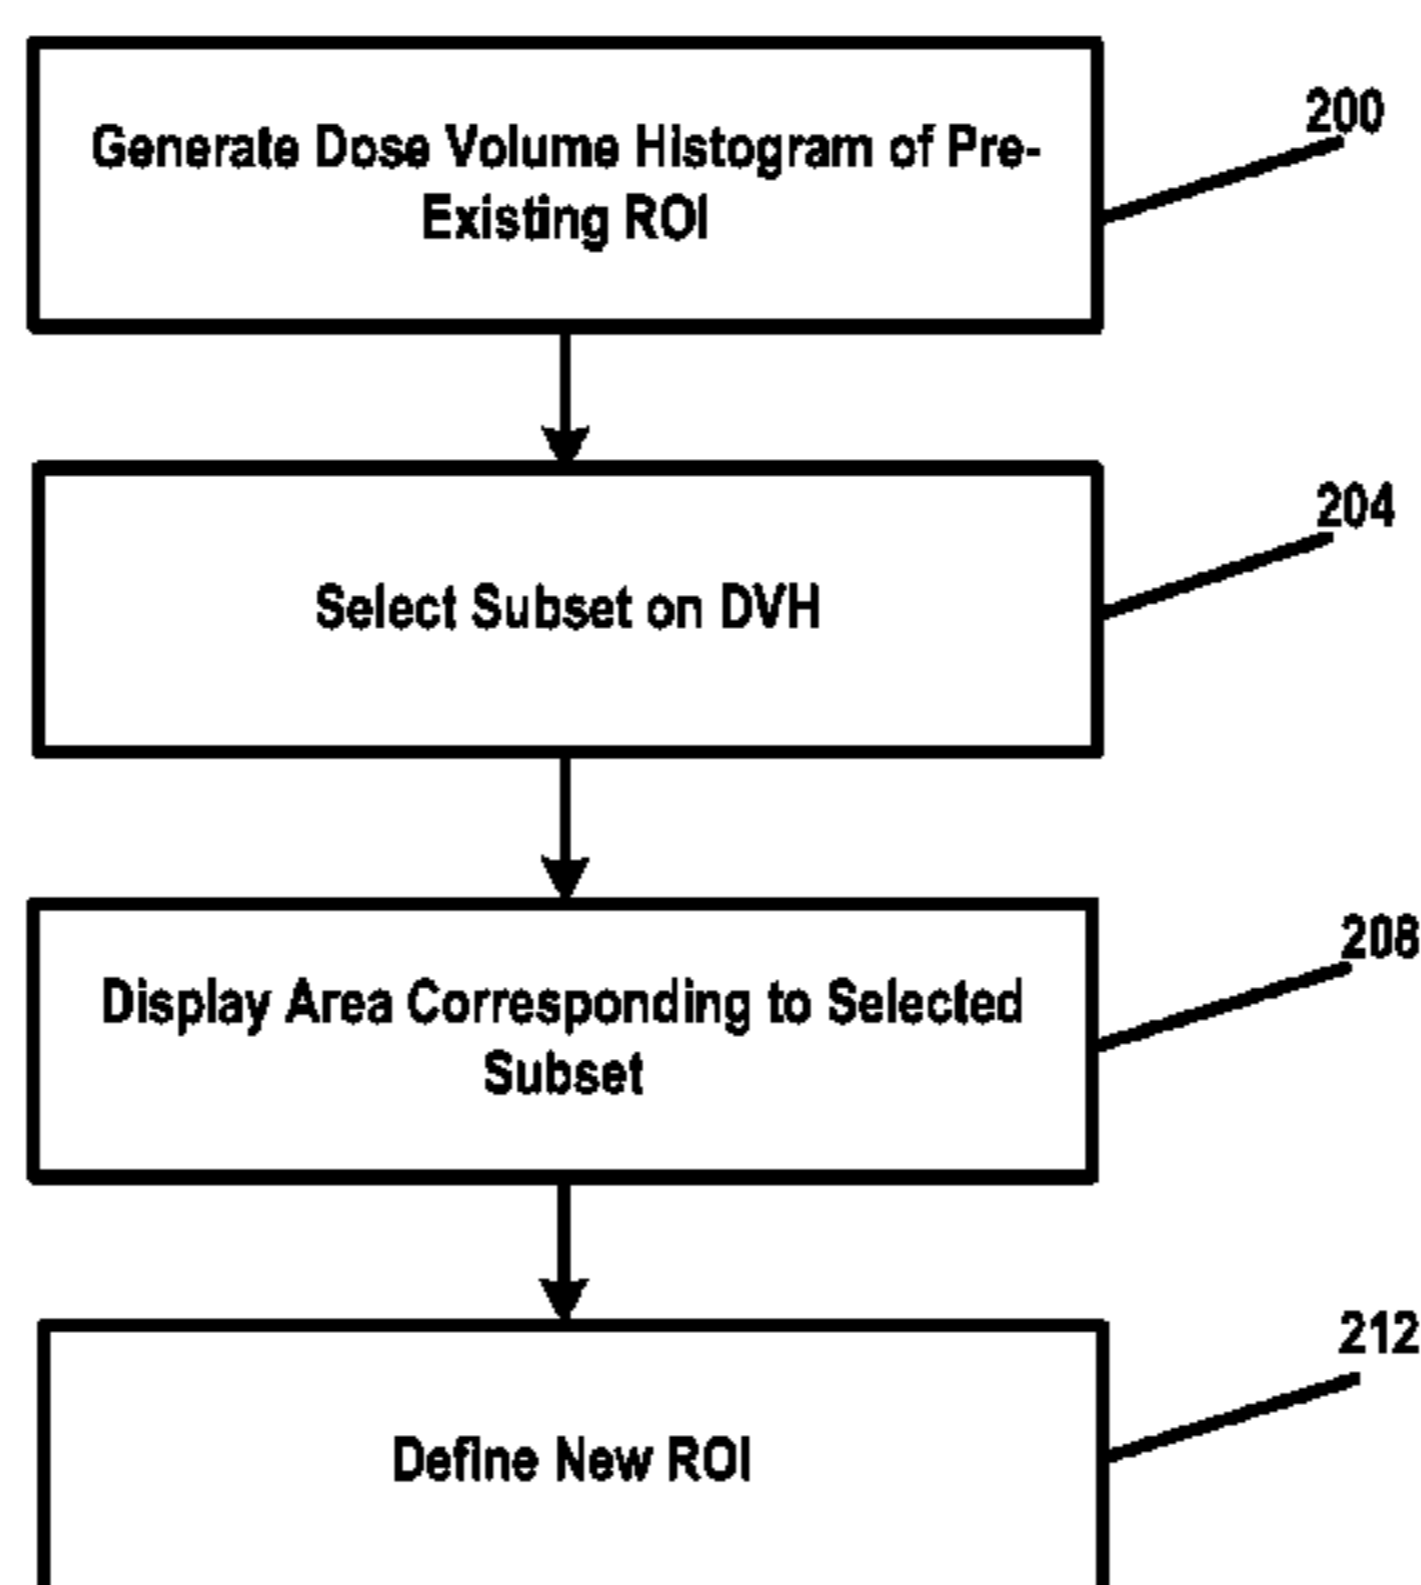 Generate Dose Volume Histogram of Pre-
Existing ROI
200
Select Subset on DVH
204
Display Area Corresponding to Selected
Subset
208
Define New ROI
212